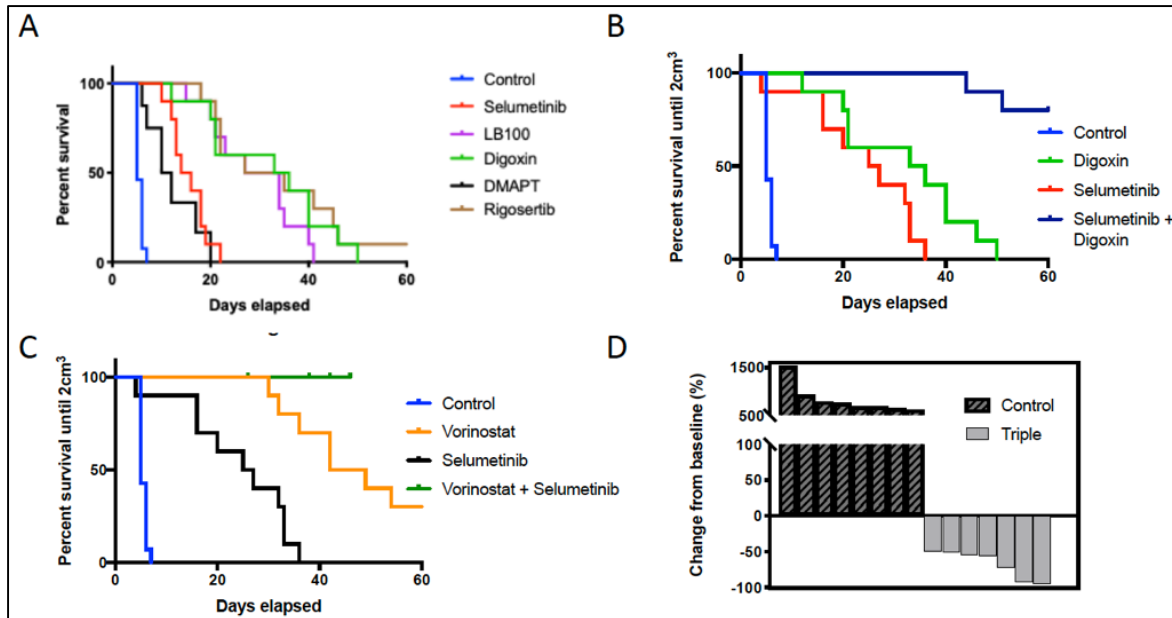 A
Percent survival
100
50
0
0
20
40
60
Days elapsed
Control
Selumetinib
LB100
Digoxin
DMAPT
Rigosertib
B
Percent survival until 2cm³
100
50
0
0
20
40
60
Days elapsed
Control
Digoxin
Selumetinib
Selumetinib +
Digoxin
C
Percent survival until 2cm³
100
50
0
0
20
40
60
Days elapsed
Control
Vorinostat
Selumetinib
Vorinostat + Selumetinib
D
Change from baseline (%)
1500
500
100
50
0
-50
-100
Control
Triple